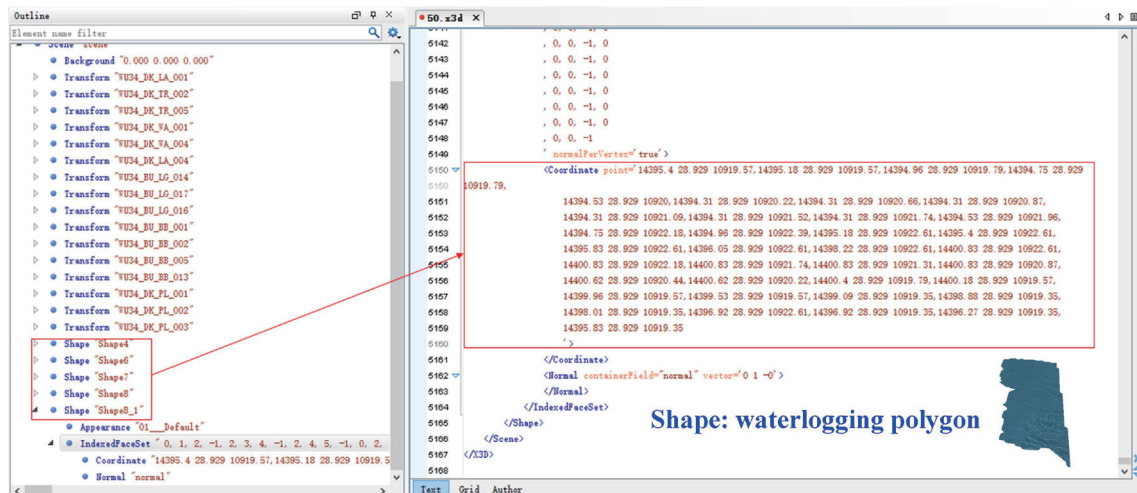 Outline
Element name filter
Scene "scene"
Background "0.000 0.000 0.000"
Transform "WU34_DK_LA_001"
Transform "WU34_DK_TR_002"
Transform "WU34_DK_TR_005"
Transform "WU34_DK_WA_001"
Transform "WU34_DK_WA_004"
Transform "WU34_DK_LA_004"
Transform "WU34_BU_LG_014"
Transform "WU34_BU_LG_017"
Transform "WU34_BU_LG_016"
Transform "WU34_BU_BB_001"
Transform "WU34_BU_BB_002"
Transform "WU34_BU_BB_005"
Transform "WU34_BU_BB_013"
Transform "WU34_DK_PL_001"
Transform "WU34_DK_PL_002"
Transform "WU34_DK_PL_003"
Shape "Shape4"
Shape "Shape6"
Shape "Shape7"
Shape "Shape8"
Shape "Shape8_1"
Appearance "01___Default"
IndexedFaceSet " 0, 1, 2, -1, 2, 3, 4, -1, 2, 4, 5, -1, 0, 2,
Coordinate "14395.4 28.929 10919.57,14395.18 28.929 10919.5
Normal "normal"
50.x3d
5142 , 0, 0, -1, 0
5143 , 0, 0, -1, 0
5144 , 0, 0, -1, 0
5145 , 0, 0, -1, 0
5146 , 0, 0, -1, 0
5147 , 0, 0, -1, 0
5148 , 0, 0, -1
5149 ' normalPerVertex='true'>
5150 <Coordinate point='14395.4 28.929 10919.57,14395.18 28.929 10919.57,14394.96 28.929 10919.79,14394.75 28.929
5150 10919.79,
5151 14394.53 28.929 10920,14394.31 28.929 10920.22,14394.31 28.929 10920.66,14394.31 28.929 10920.87,
5152 14394.31 28.929 10921.09,14394.31 28.929 10921.52,14394.31 28.929 10921.74,14394.53 28.929 10921.96,
5153 14394.75 28.929 10922.18,14394.96 28.929 10922.39,14395.18 28.929 10922.61,14395.4 28.929 10922.61,
5154 14395.83 28.929 10922.61,14396.05 28.929 10922.61,14398.22 28.929 10922.61,14400.83 28.929 10922.61,
5155 14400.83 28.929 10922.18,14400.83 28.929 10921.74,14400.83 28.929 10921.31,14400.83 28.929 10920.87,
5156 14400.62 28.929 10920.44,14400.62 28.929 10920.22,14400.4 28.929 10919.79,14400.18 28.929 10919.57,
5157 14399.96 28.929 10919.57,14399.53 28.929 10919.57,14399.09 28.929 10919.35,14398.88 28.929 10919.35,
5158 14398.01 28.929 10919.35,14396.92 28.929 10922.61,14396.92 28.929 10919.35,14396.27 28.929 10919.35,
5159 14395.83 28.929 10919.35
5160 '>
5161 </Coordinate>
5162 <Normal containerField="normal" vector='0 1 -0'>
5163 </Normal>
5164 </IndexedFaceSet>
5165 </Shape>
5166 </Scene>
5167 </X3D>
5168
Shape: waterlogging polygon
Text Grid Author